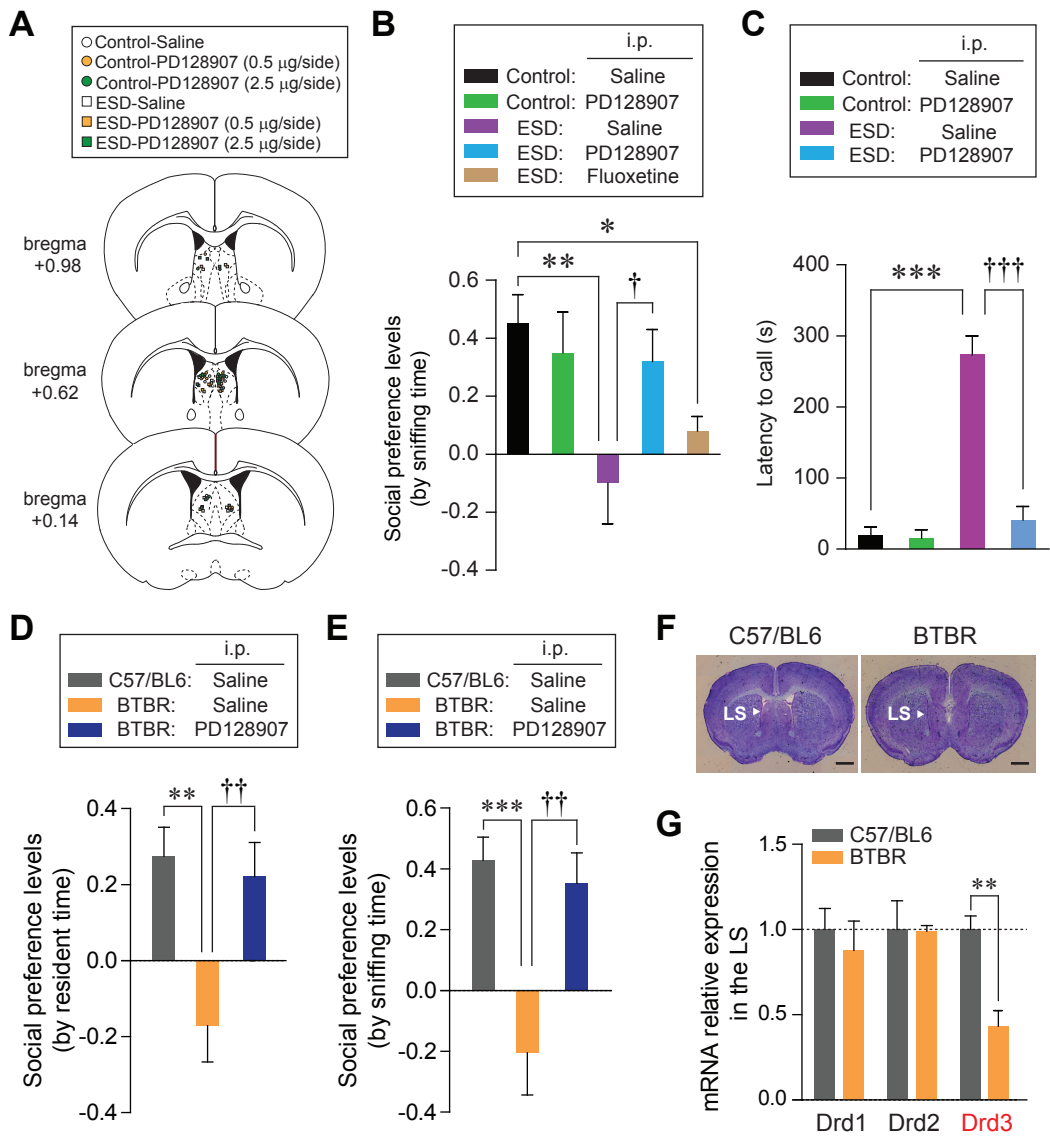 A
Control-Saline
Control-PD128907 (0.5 μg/side)
Control-PD128907 (2.5 μg/side)
ESD-Saline
ESD-PD128907 (0.5 μg/side)
ESD-PD128907 (2.5 μg/side)
bregma
+0.98
bregma
+0.62
bregma
+0.14
B
i.p.
Control: Saline
Control: PD128907
ESD: Saline
ESD: PD128907
ESD: Fluoxetine
Social preference levels
(by sniffing time)
0.6
0.4
0.2
0.0
-0.2
-0.4
*
**
†
C
i.p.
Control: Saline
Control: PD128907
ESD: Saline
ESD: PD128907
Latency to call (s)
400
300
200
100
0
***
†††
D
i.p.
C57/BL6: Saline
BTBR: Saline
BTBR: PD128907
Social preference levels
(by resident time)
0.4
0.2
0.0
-0.2
-0.4
**
††
E
i.p.
C57/BL6: Saline
BTBR: Saline
BTBR: PD128907
Social preference levels
(by sniffing time)
0.6
0.4
0.2
0.0
-0.2
-0.4
***
††
F
C57/BL6
BTBR
LS
LS
G
C57/BL6
BTBR
mRNA relative expression
in the LS
1.5
1.0
0.5
0.0
**
Drd1
Drd2
Drd3